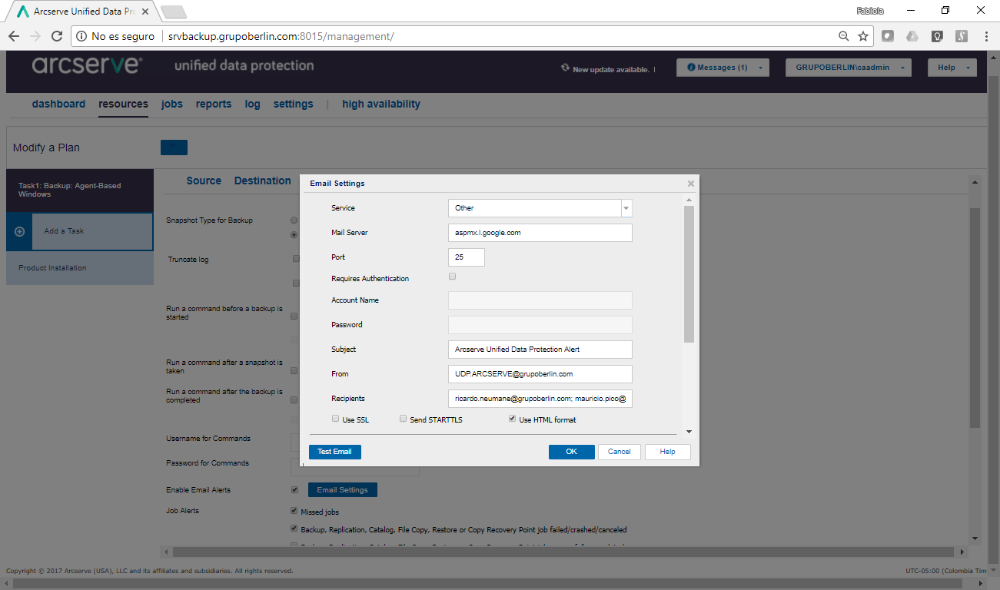 Arcserve Unified Data Pr
Fabiola
No es seguro
srvbackup.grupoberlin.com:8015/management/
arcserve®
unified data protection
New update available.
Messages (1)
GRUPOBERLIN\caadmin
Help
dashboard
resources
jobs
reports
log
settings
|
high availability
Modify a Plan
Task1: Backup: Agent-Based
Windows
Add a Task
Product Installation
Source
Destination
Snapshot Type for Backup
Truncate log
Run a command before a backup is
started
Run a command after a snapshot is
taken
Run a command after the backup is
completed
Username for Commands
Password for Commands
Enable Email Alerts
Email Settings
Job Alerts
Missed jobs
Backup, Replication, Catalog, File Copy, Restore or Copy Recovery Point job failed/crashed/canceled
Email Settings
Service
Other
Mail Server
aspmx.l.google.com
Port
25
Requires Authentication
Account Name
Password
Subject
Arcserve Unified Data Protection Alert
From
UDP.ARCSERVE@grupoberlin.com
Recipients
ricardo.neumane@grupoberlin.com; mauricio.pico@
Use SSL
Send STARTTLS
Use HTML format
Test Email
OK
Cancel
Help
Copyright © 2017 Arcserve (USA), LLC and its affiliates and subsidiaries. All rights reserved.
UTC-05:00 (Colombia Tim